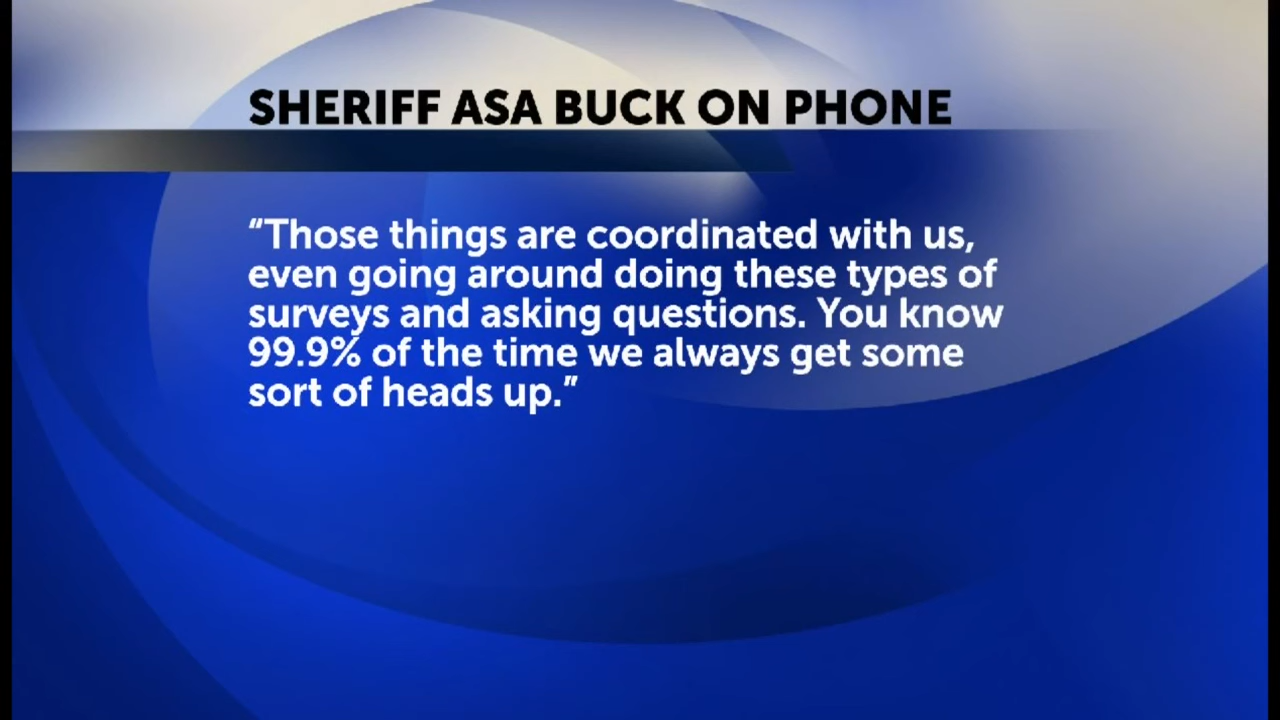 SHERIFF ASA BUCK ON PHONE
“Those things are coordinated with us,
even going around doing these types of
surveys and asking questions. You know
99.9% of the time we always get some
sort of heads up.”